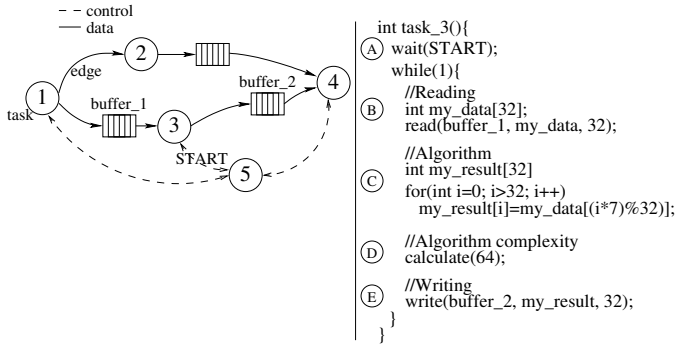 control
data
2
edge
1
task
buffer_1
3
buffer_2
4
START
5
int task_3(){
A wait(START);
while(1){
//Reading
B int my_data[32];
read(buffer_1, my_data, 32);
//Algorithm
C int my_result[32]
for(int i=0; i>32; i++)
my_result[i]=my_data[(i*7)%32)];
//Algorithm complexity
D calculate(64);
//Writing
E write(buffer_2, my_result, 32);
}
}